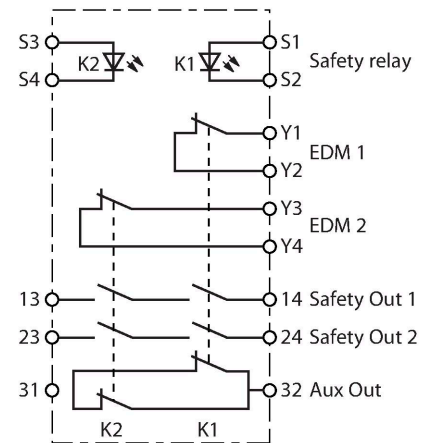 S3 S1
K2 K1 Safety relay
S4 S2
Y1
EDM 1
Y2
Y3
EDM 2
Y4
13 14 Safety Out 1
23 24 Safety Out 2
31 32 Aux Out
K2 K1